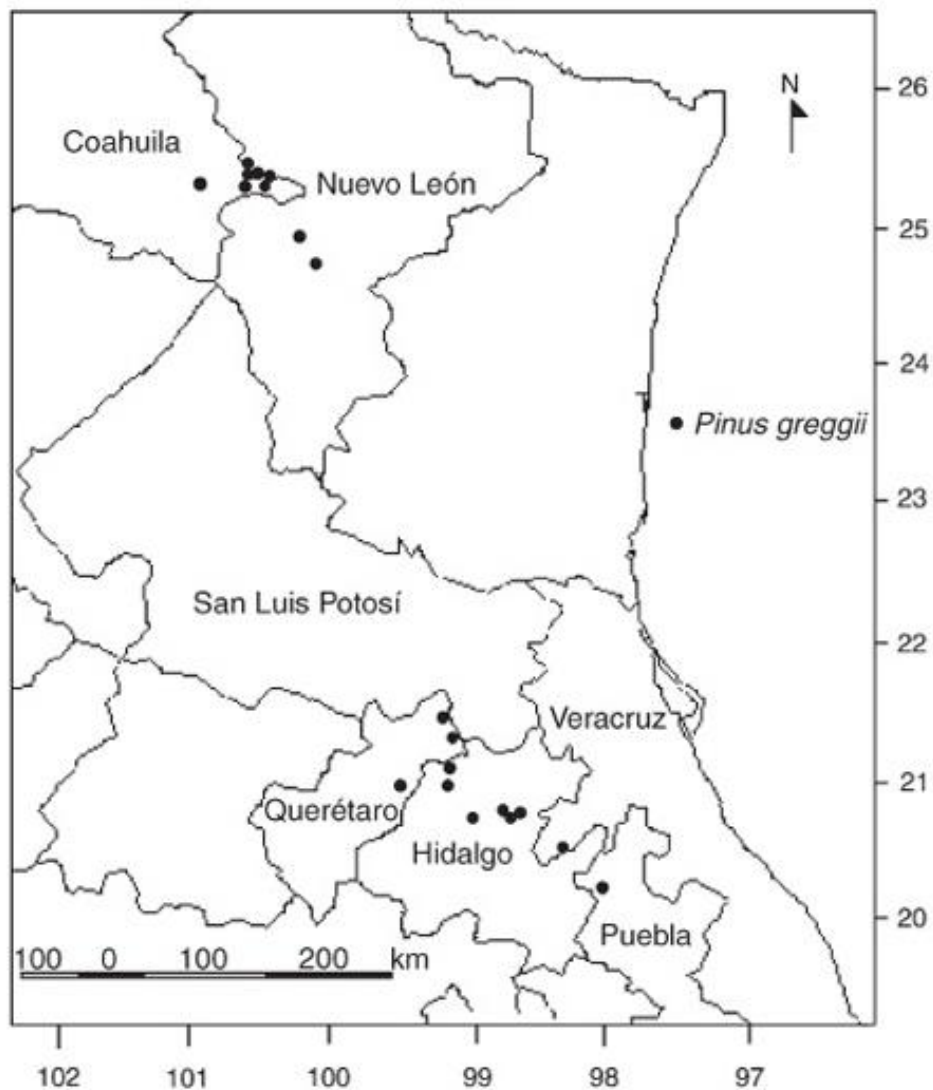 N
26
Coahuila
Nuevo León
25
24
Pinus greggii
23
San Luis Potosí
22
Veracruz
21
Querétaro
Hidalgo
20
Puebla
100 0 100 200 km
102 101 100 99 98 97